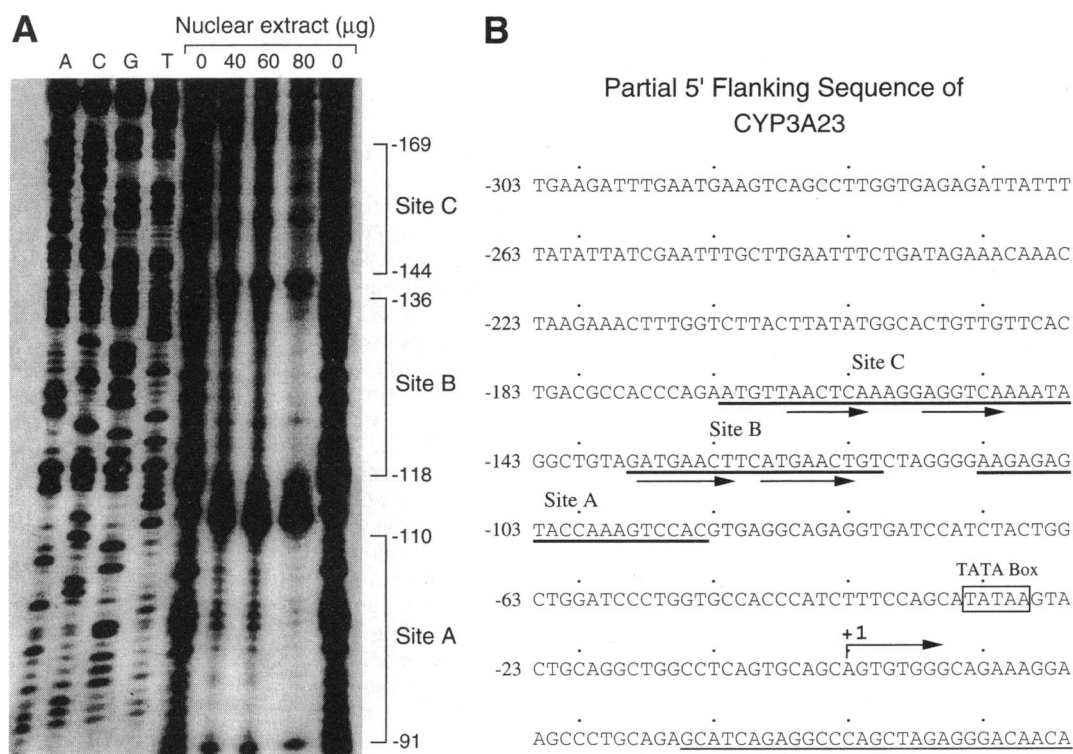 A
Nuclear extract (µg)
A C G T 0 40 60 80 0
-169
Site C
-144
-136
Site B
-118
-110
Site A
-91
B
Partial 5' Flanking Sequence of
CYP3A23
-303 TGAAGATTTGAATGAAGTCAGCCTTGGTGAGAGATTATTT
-263 TATATTATCGAATTTGCTTGAATTTCTGATAGAAACAAAC
-223 TAAGAAACTTTGGTCTTACTTATATGGCACTGTTGTTCAC
Site C
-183 TGACGCCACCCAGAATGTTAACTCAAAGGAGGTCAAAATA
Site B
-143 GGCTGTAGATGAACTTCATGAACTGTCTAGGGGAAGAGAG
Site A
-103 TACCAAAGTCCACGTGAGGCAGAGGTGATCCATCTACTGG
TATA Box
-63 CTGGATCCCTGGTGCCACCCATCTTTCCAGCATATAAGTA
+1
-23 CTGCAGGCTGGCCTCAGTGCAGCAGTGTGGGCAGAAAGGA
AGCCCTGCAGAGCATCAGAGGCCCAGCTAGAGGGACAACA